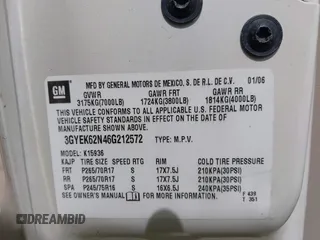 GM
MFD BY GENERAL MOTORS DE MEXICO, S. DE R.L. DE C.V. 01/06
GVWR GAWR FRT GAWR RR
3175KG(7000LB) 1724KG(3800LB) 1814KG(4000LB)
THIS VEHICLE CONFORMS TO ALL APPLICABLE U.S. FEDERAL MOTOR
VEHICLE SAFETY STANDARDS IN EFFECT ON THE DATE OF
MANUFACTURE SHOWN ABOVE.
3GYEK62N46G212572 TYPE: M.P.V.
MODEL: K15936
KAJP TIRE SIZE SPEED RTG RIM COLD TIRE PRESSURE
FRT P265/70R17 S 17X7.5J 210KPA(30PSI)
RR P265/70R17 S 17X7.5J 210KPA(30PSI)
SPA P245/75R16 S 16X6.5J 240KPA(35PSI)
SEE OWNER'S MANUAL FOR ADDITIONAL INFORMATION.
DREAMBID